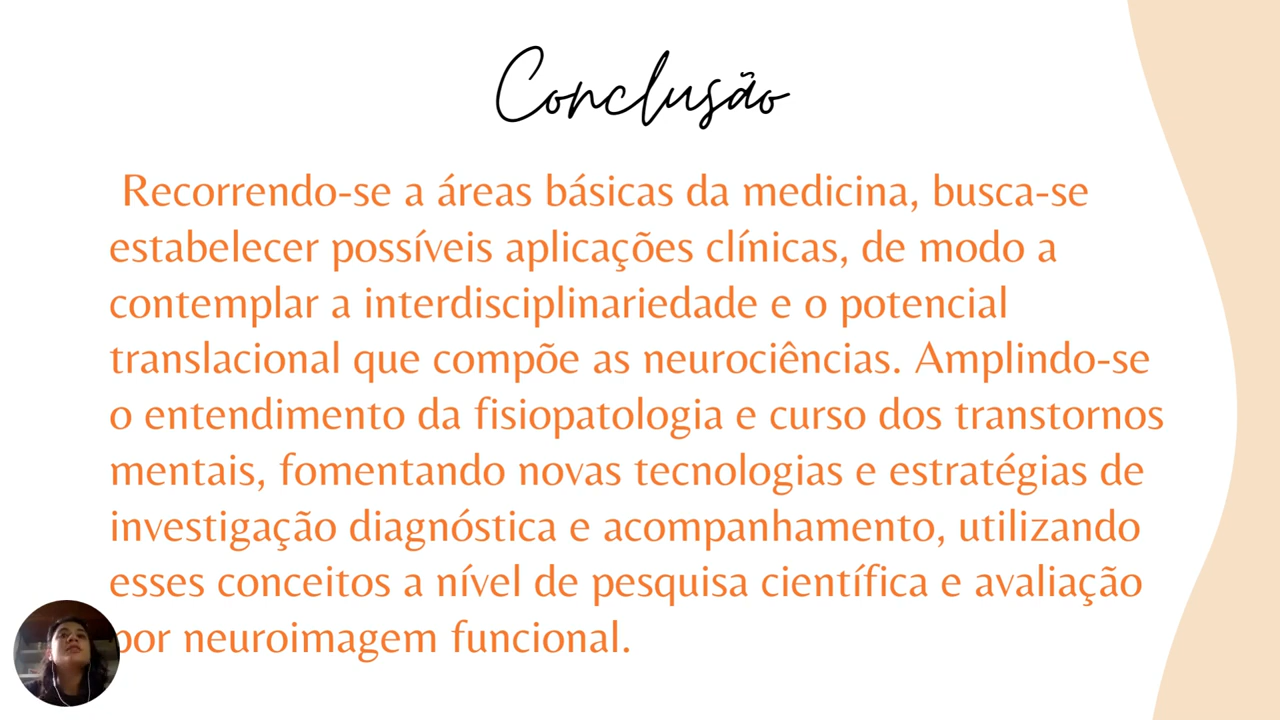 Conclusão
Recorrendo-se a áreas básicas da medicina, busca-se
estabelecer possíveis aplicações clínicas, de modo a
contemplar a interdisciplinariedade e o potencial
translacional que compõe as neurociências. Amplindo-se
o entendimento da fisiopatologia e curso dos transtornos
mentais, fomentando novas tecnologias e estratégias de
investigação diagnóstica e acompanhamento, utilizando
esses conceitos a nível de pesquisa científica e avaliação
por neuroimagem funcional.